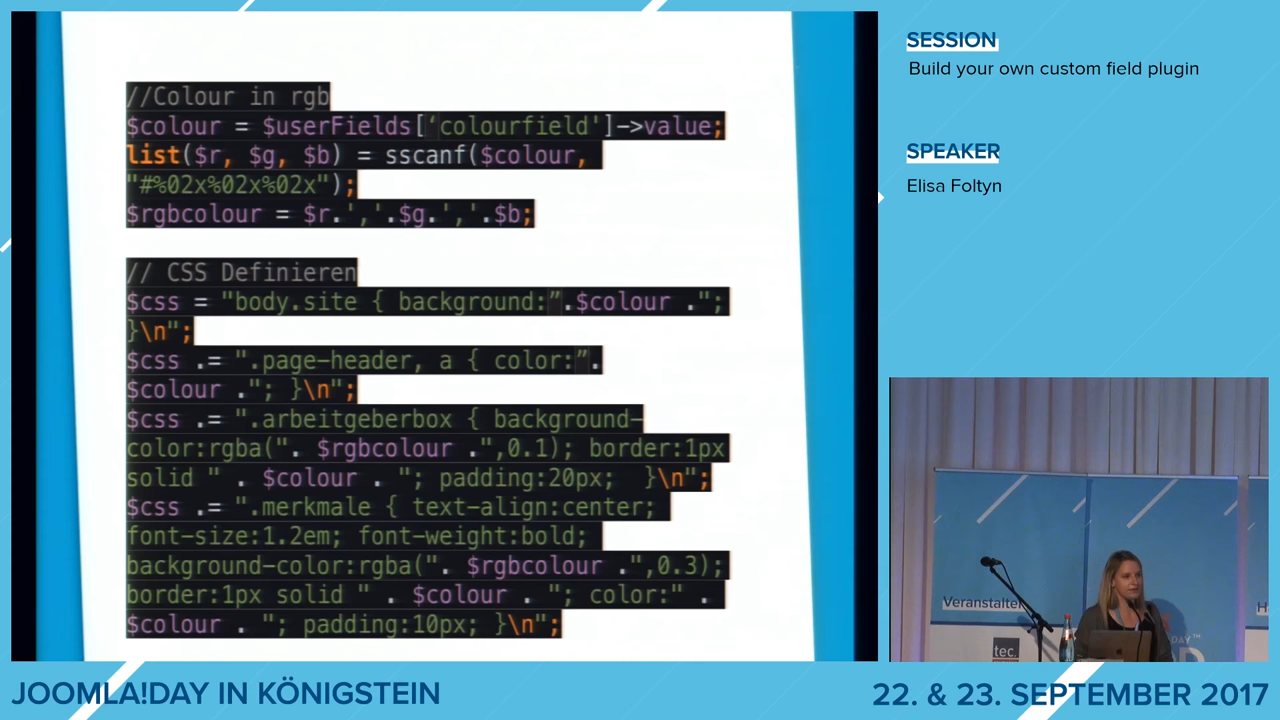 //Colour in rgb
$colour = $userFields['colourfield']->value;
list($r, $g, $b) = sscanf($colour,
"#%02x%02x%02x");
$rgbcolour = $r.','.$g.','.$b;
// CSS Definieren
$css = "body.site { background:”.$colour .";
}\n";
$css .= ".page-header, a { color:”.
$colour ."; }\n";
$css .= ".arbeitgeberbox { background-
color:rgba(". $rgbcolour .",0.1); border:1px
solid " . $colour . "; padding:20px;  }\n";
$css .= ".merkmale { text-align:center;
font-size:1.2em; font-weight:bold;
background-color:rgba(". $rgbcolour .",0.3);
border:1px solid " . $colour . "; color:" .
$colour . "; padding:10px; }\n";
SESSION
Build your own custom field plugin
SPEAKER
Elisa Foltyn
Veranstalter
tec.
DAY™
JOOMLA!DAY IN KÖNIGSTEIN
22. & 23. SEPTEMBER 2017